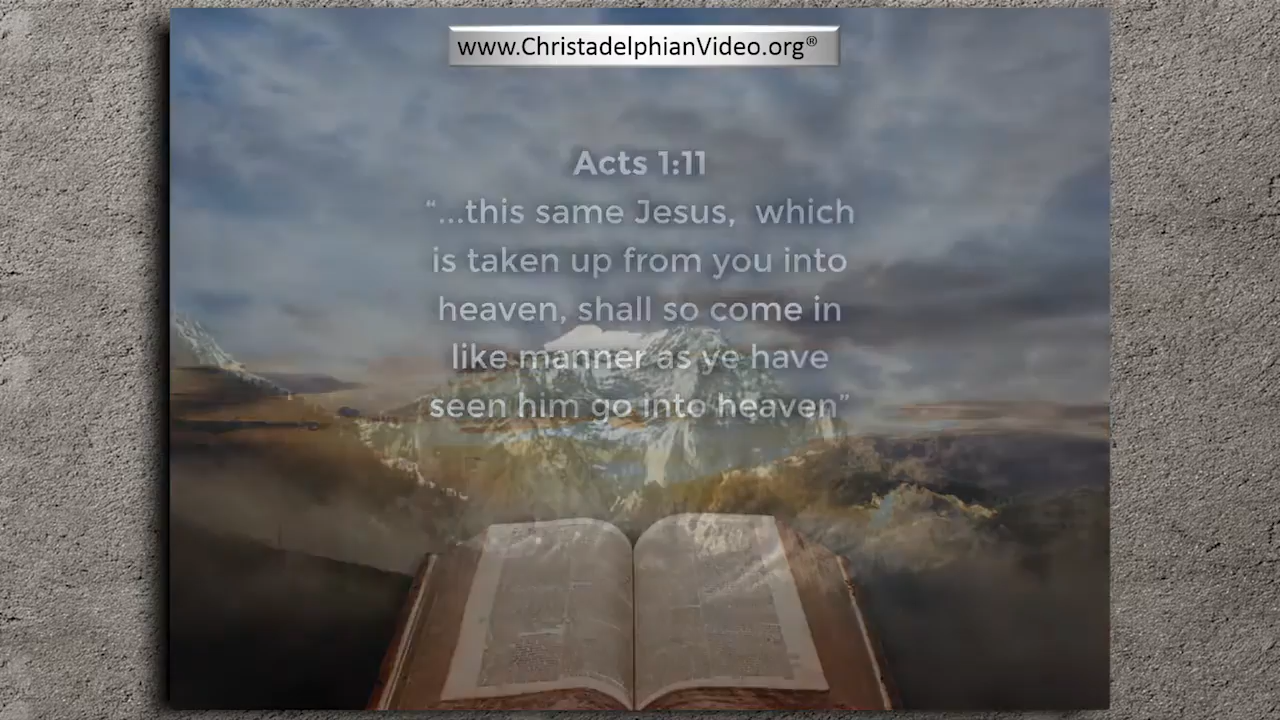 www.ChristadelphianVideo.org®
Acts 1:11
“...this same Jesus, which
is taken up from you into
heaven, shall so come in
like manner as ye have
seen him go into heaven”